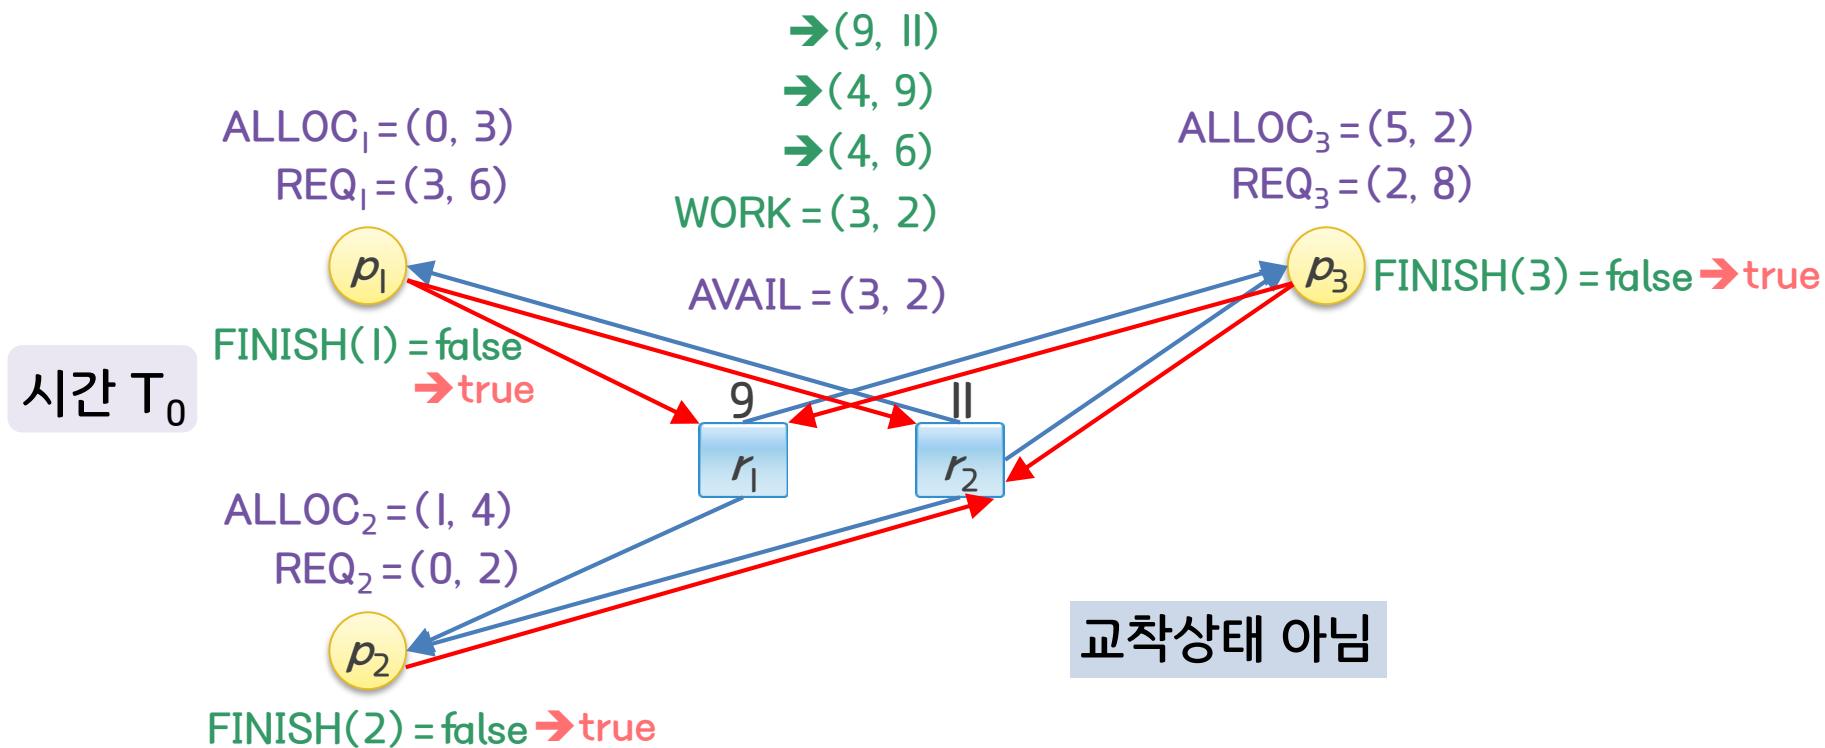 ➔(9, 11)
➔(4, 9)
➔(4, 6)
WORK = (3, 2)
AVAIL = (3, 2)
ALLOC₁ = (0, 3)
REQ₁ = (3, 6)
p₁
FINISH(1) = false
➔true
ALLOC₃ = (5, 2)
REQ₃ = (2, 8)
p₃
FINISH(3) = false ➔true
시간 T₀
9
11
r₁
r₂
ALLOC₂ = (1, 4)
REQ₂ = (0, 2)
p₂
FINISH(2) = false ➔true
교착상태 아님